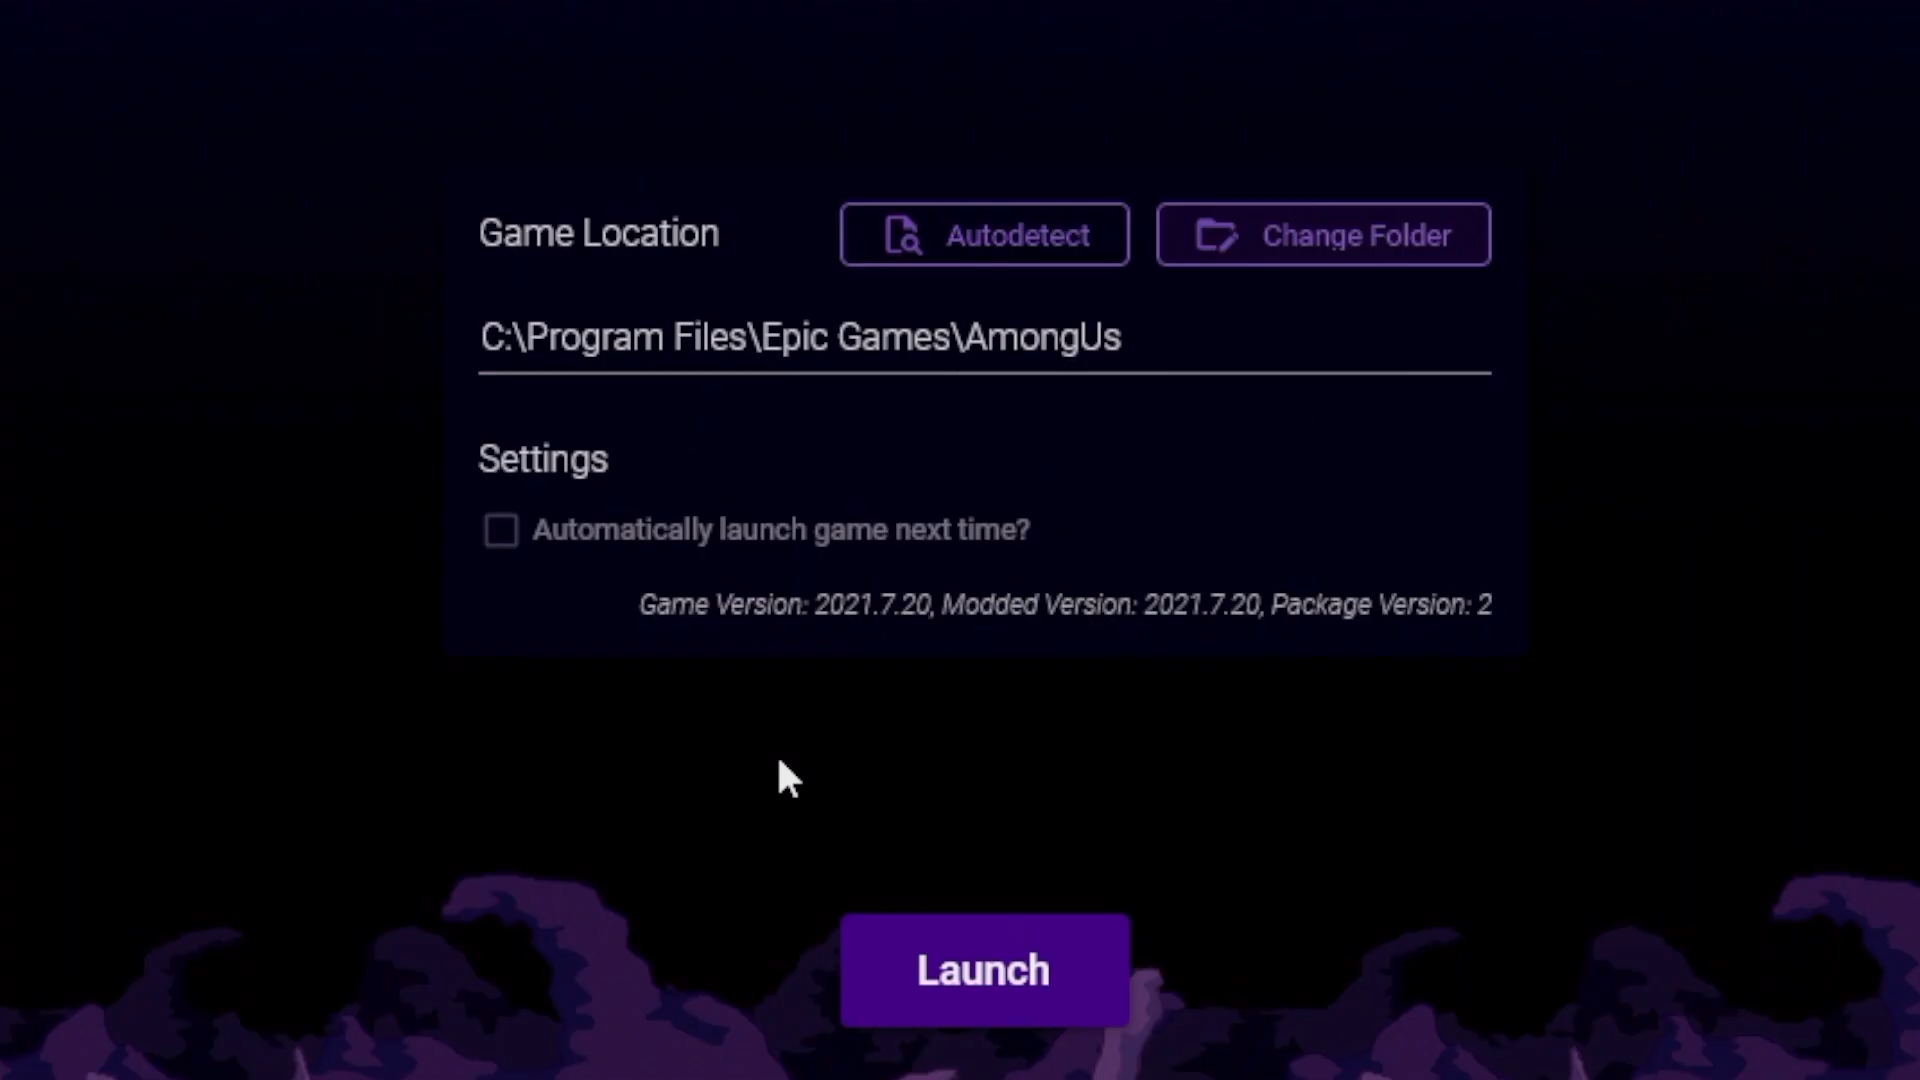 Game Location
Autodetect
Change Folder
C:\Program Files\Epic Games\AmongUs
Settings
Automatically launch game next time?
Game Version: 2021.7.20, Modded Version: 2021.7.20, Package Version: 2
Launch